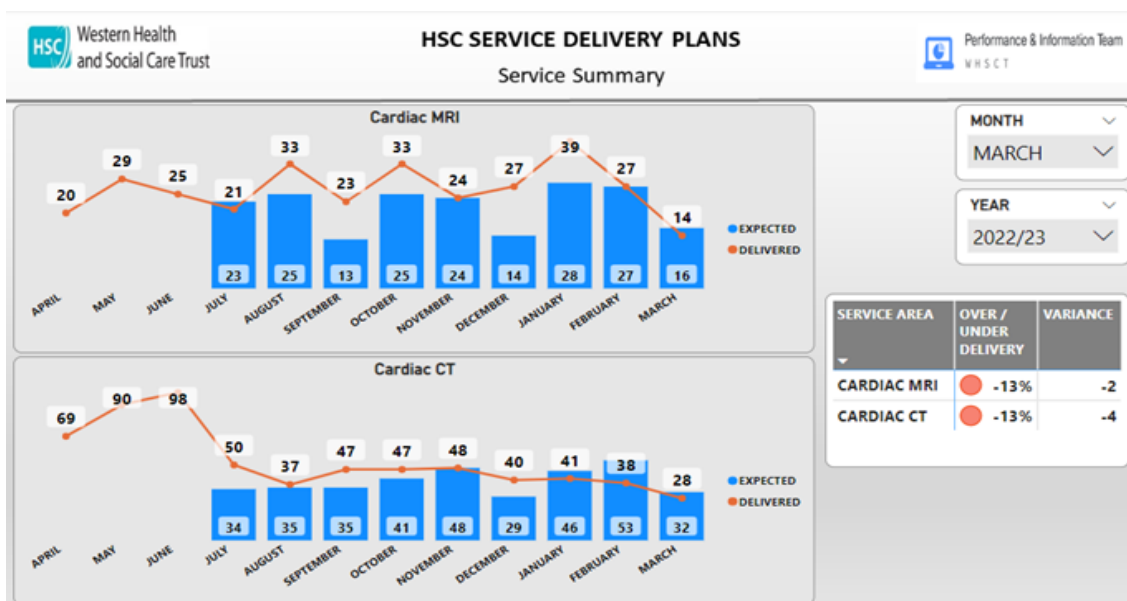 HSC
Western Health
and Social Care Trust
HSC SERVICE DELIVERY PLANS
Service Summary
Performance & Information Team
WHSCT
Cardiac MRI
20
29
25
21
33
23
33
24
27
39
27
14
23
25
13
25
24
14
28
27
16
APRIL
MAY
JUNE
JULY
AUGUST
SEPTEMBER
OCTOBER
NOVEMBER
DECEMBER
JANUARY
FEBRUARY
MARCH
EXPECTED
DELIVERED
Cardiac CT
69
90
98
50
37
47
47
48
40
41
38
28
34
35
35
41
48
29
46
53
32
APRIL
MAY
JUNE
JULY
AUGUST
SEPTEMBER
OCTOBER
NOVEMBER
DECEMBER
JANUARY
FEBRUARY
MARCH
EXPECTED
DELIVERED
MONTH
MARCH
YEAR
2022/23
SERVICE AREA
OVER /
UNDER
DELIVERY
VARIANCE
CARDIAC MRI -13% -2
CARDIAC CT -13% -4